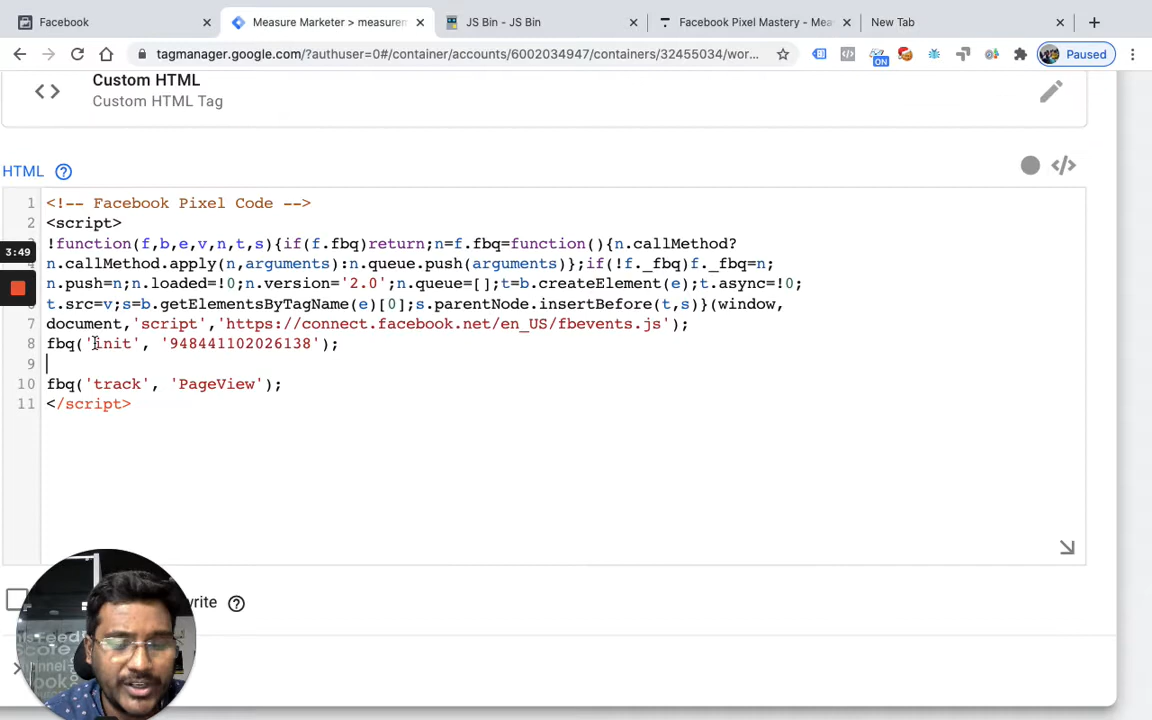 Facebook
Measure Marketer > measuremen
JS Bin - JS Bin
Facebook Pixel Mastery - Meas
New Tab
tagmanager.google.com/?authuser=0#/container/accounts/6002034947/containers/32455034/wor...
ON
Paused
Custom HTML
Custom HTML Tag
HTML
1 <!-- Facebook Pixel Code -->
2 <script>
!function(f,b,e,v,n,t,s){if(f.fbq)return;n=f.fbq=function(){n.callMethod?
3:49
n.callMethod.apply(n,arguments):n.queue.push(arguments)};if(!f._fbq)f._fbq=n;
n.push=n;n.loaded=!0;n.version='2.0';n.queue=[];t=b.createElement(e);t.async=!0;
t.src=v;s=b.getElementsByTagName(e)[0];s.parentNode.insertBefore(t,s)}(window,
7 document,'script','https://connect.facebook.net/en_US/fbevents.js');
8 fbq('init', '948441102026138');
9
10 fbq('track', 'PageView');
11 </script>
write